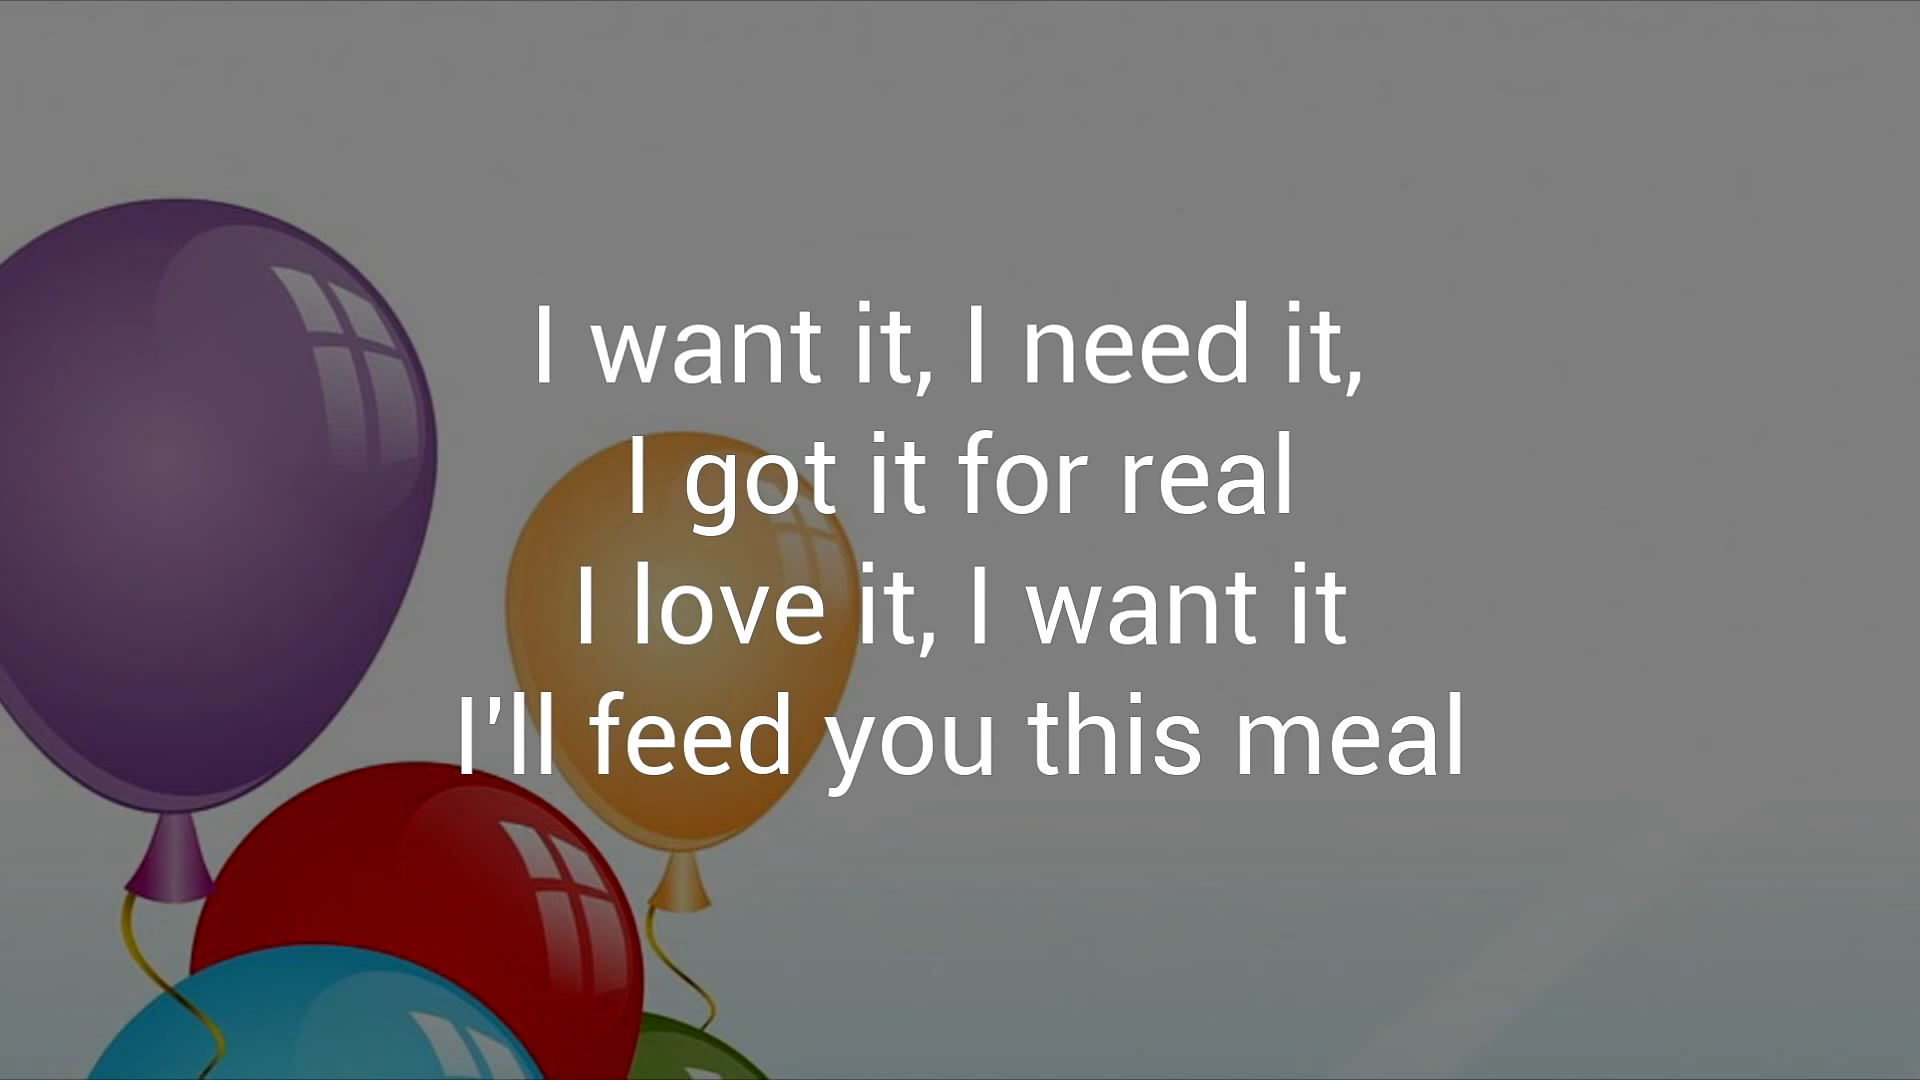 I want it, I need it,
I got it for real
I love it, I want it
I'll feed you this meal